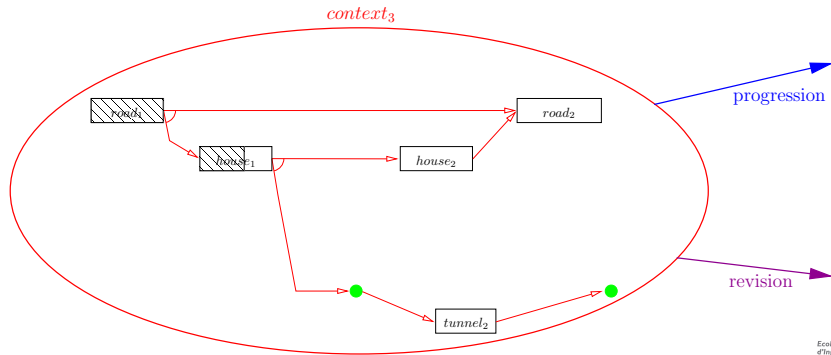 context₃
progression
road₁
road₂
house₁
house₂
revision
tunnel₂